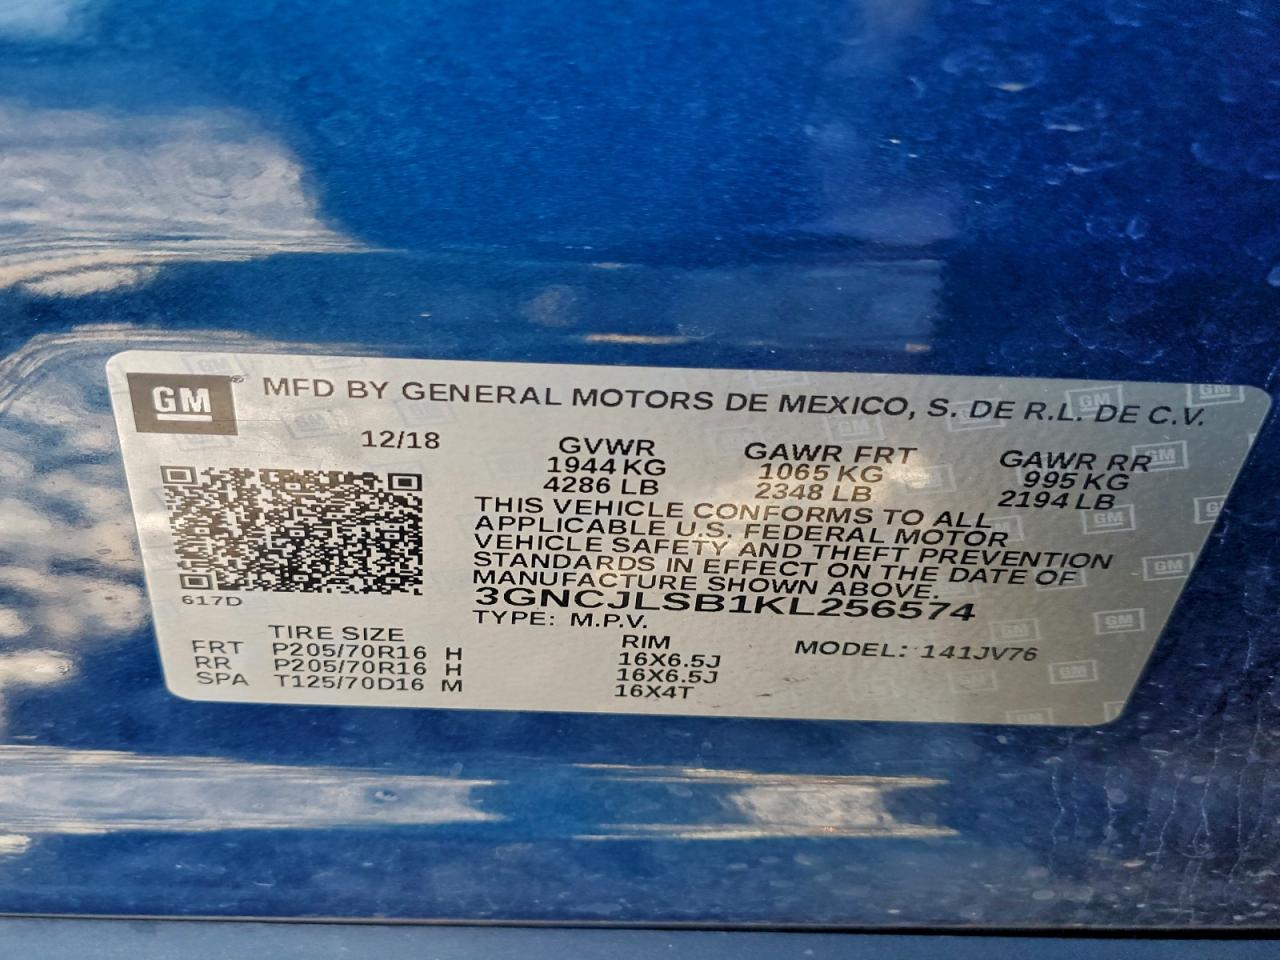 GM® MFD BY GENERAL MOTORS DE MEXICO, S. DE R.L. DE C.V.
12/18 GVWR GAWR FRT GAWR RR
1944 KG 1065 KG 995 KG
4286 LB 2348 LB 2194 LB
THIS VEHICLE CONFORMS TO ALL
APPLICABLE U.S. FEDERAL MOTOR
VEHICLE SAFETY AND THEFT PREVENTION
STANDARDS IN EFFECT ON THE DATE OF
MANUFACTURE SHOWN ABOVE.
617D 3GNCJLSB1KL256574
TYPE: M.P.V.
TIRE SIZE RIM MODEL: 141JV76
FRT P205/70R16 H 16X6.5J
RR P205/70R16 H 16X6.5J
SPA T125/70D16 M 16X4T